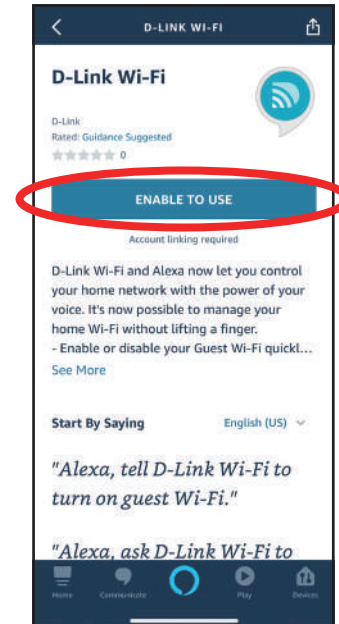 D-LINK WI-FI
D-Link Wi-Fi
D-Link
Rated: Guidance Suggested
0
ENABLE TO USE
Account linking required
D-Link Wi-Fi and Alexa now let you control
your home network with the power of your
voice. It's now possible to manage your
home Wi-Fi without lifting a finger.
- Enable or disable your Guest Wi-Fi quickl...
See More
Start By Saying English (US)
"Alexa, tell D-Link Wi-Fi to
turn on guest Wi-Fi."
"Alexa, ask D-Link Wi-Fi to
Home Communicate Play Devices